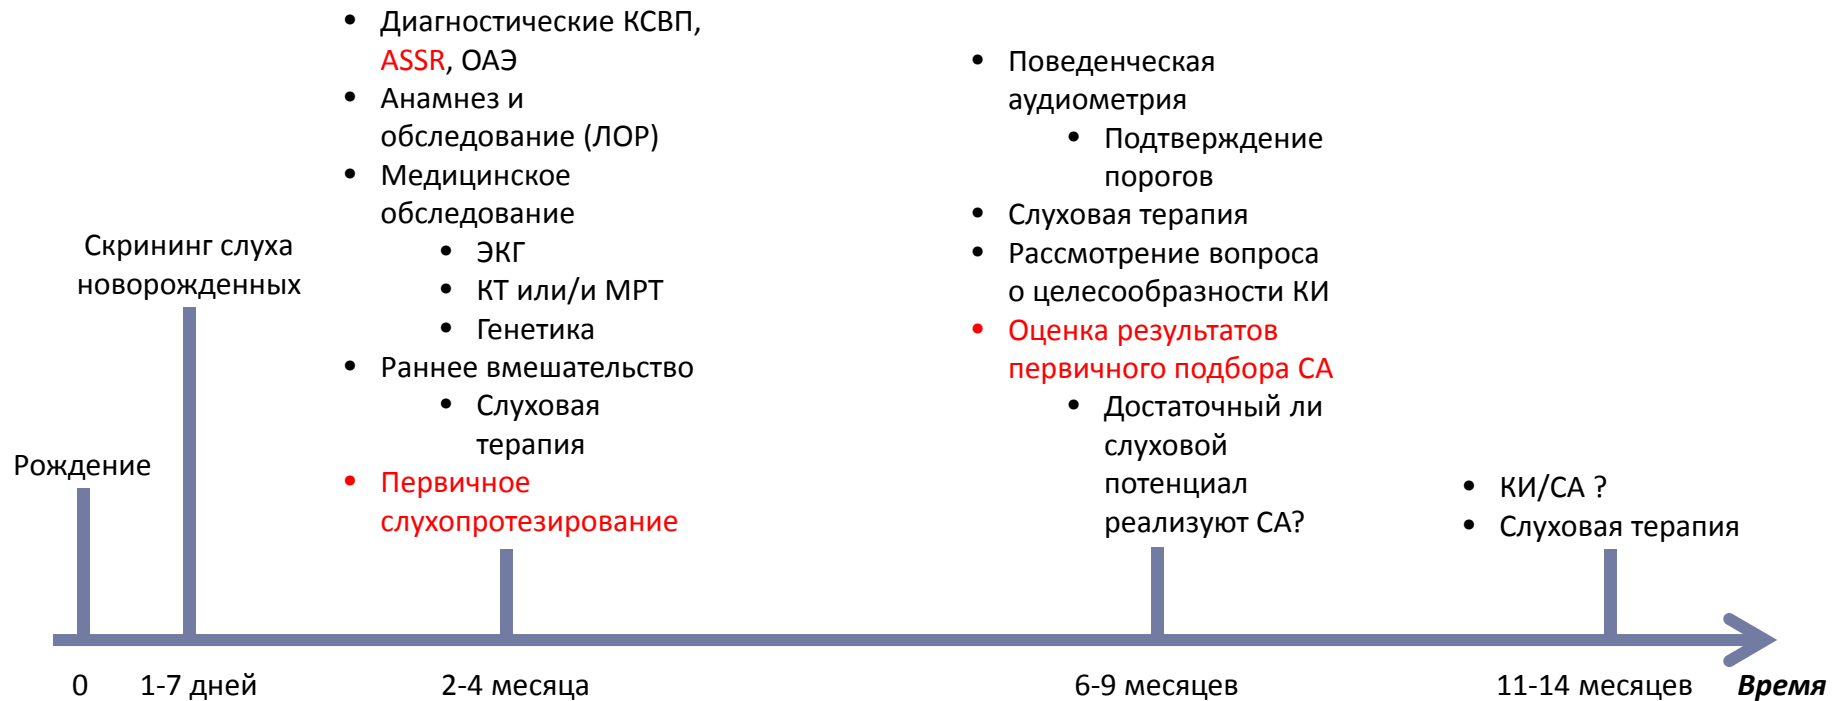 • Диагностические КСВП,
ASSR, ОАЭ
• Анамнез и
обследование (ЛОР)
• Медицинское
обследование
• ЭКГ
• КТ или/и МРТ
• Генетика
• Раннее вмешательство
• Слуховая
терапия
• Первичное
слухопротезирование
• Поведенческая
аудиометрия
• Подтверждение
порогов
• Слуховая терапия
• Рассмотрение вопроса
о целесообразности КИ
• Оценка результатов
первичного подбора СА
• Достаточный ли
слуховой
потенциал
реализуют СА?
Скрининг слуха
новорожденных
Рождение
• КИ/СА ?
• Слуховая терапия
0
1-7 дней
2-4 месяца
6-9 месяцев
11-14 месяцев
Время